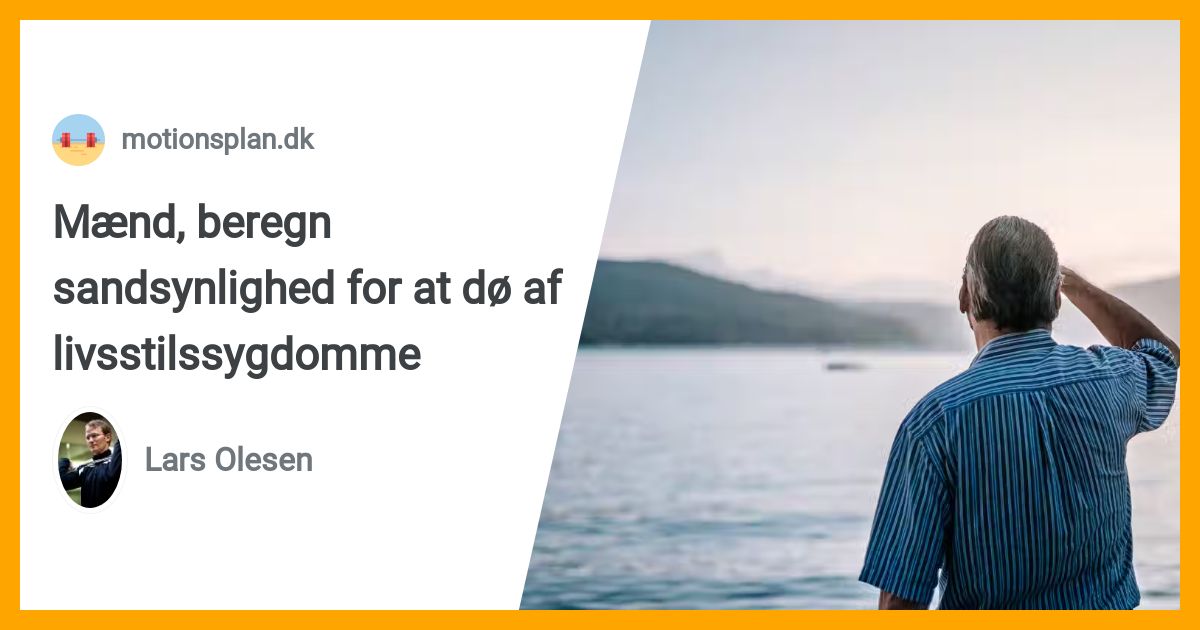 motionsplan.dk
Mænd, beregn
sandsynlighed for at dø af
livsstilssygdomme
Lars Olesen